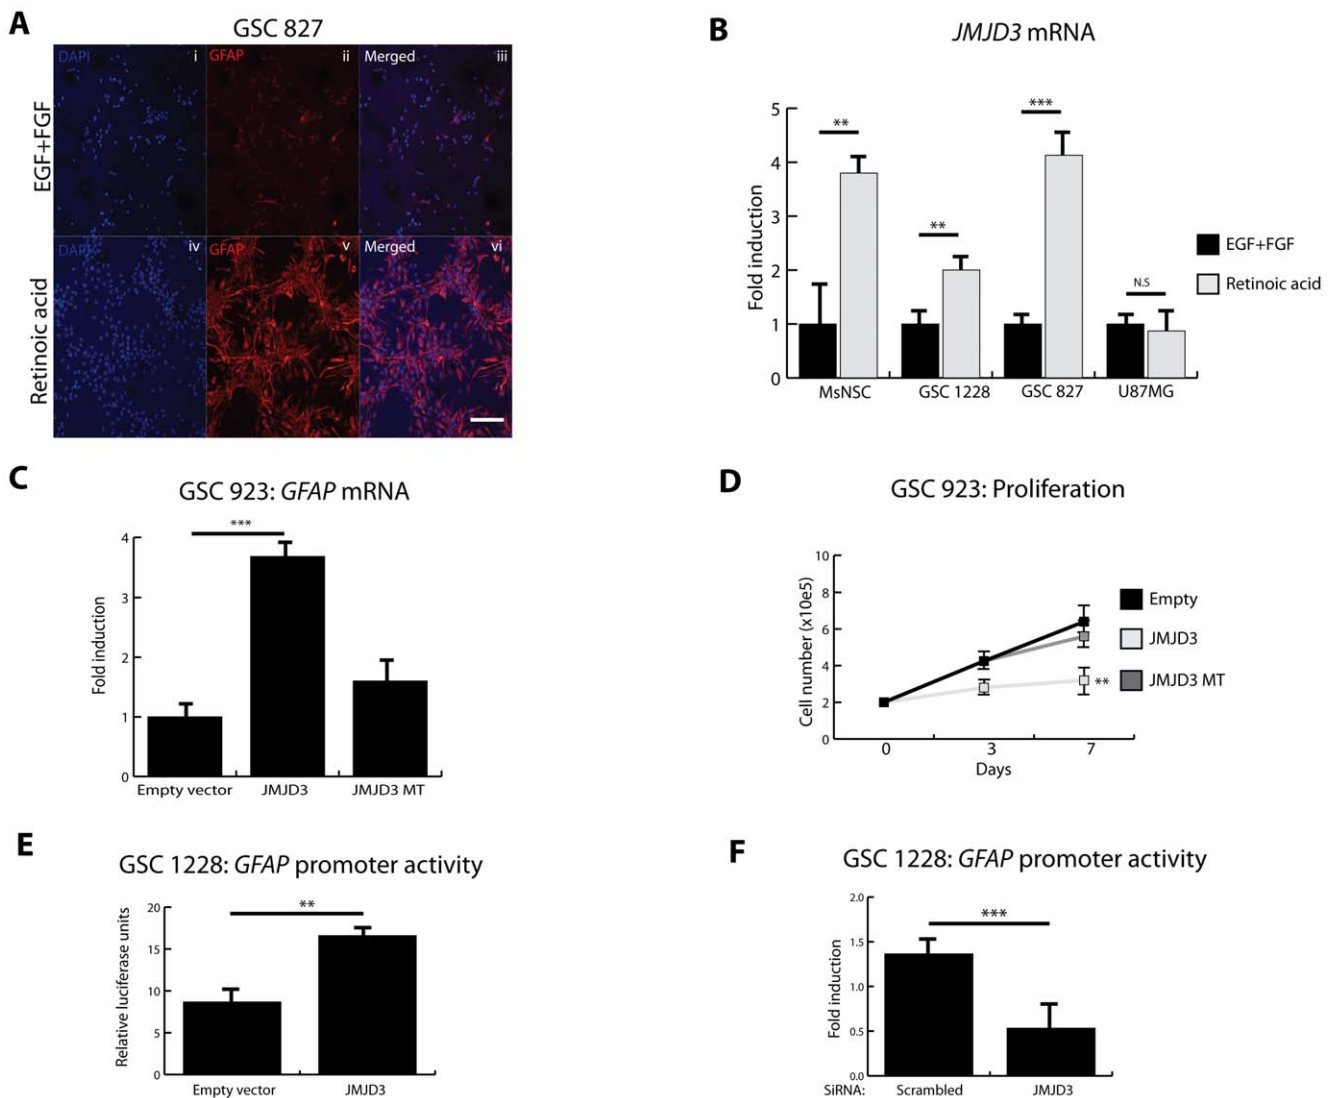 A
GSC 827
EGF+FGF
DAPI
i
GFAP
ii
Merged
iii
Retinoic acid
DAPI
iv
GFAP
v
Merged
vi
B
JMJD3 mRNA
Fold induction
5
4
3
2
1
0
**
**
***
N.S
MsNSC
GSC 1228
GSC 827
U87MG
EGF+FGF
Retinoic acid
C
GSC 923: GFAP mRNA
Fold induction
4
3
2
1
0
***
Empty vector
JMJD3
JMJD3 MT
D
GSC 923: Proliferation
Cell number (x10e5)
10
8
6
4
2
0
**
0
3
7
Days
Empty
JMJD3
JMJD3 MT
E
GSC 1228: GFAP promoter activity
Relative luciferase units
20
15
10
5
0
**
Empty vector
JMJD3
F
GSC 1228: GFAP promoter activity
Fold induction
2.0
1.5
1.0
0.5
0.0
***
SiRNA:
Scrambled
JMJD3